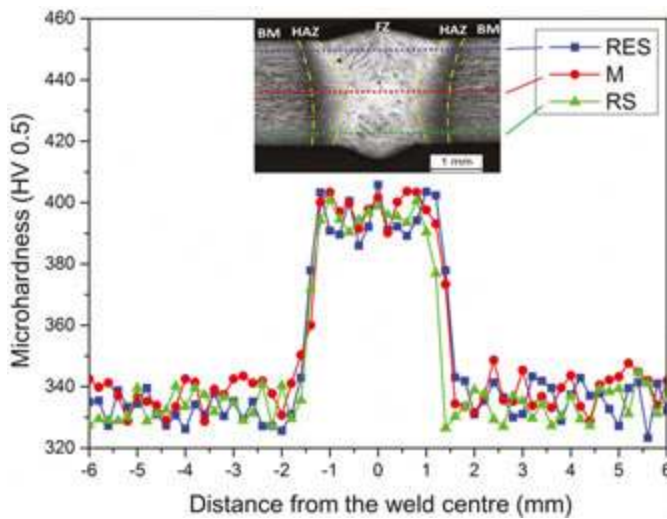 BM HAZ FZ HAZ BM
1 mm
RES
M
RS
Microhardness (HV 0.5)
460
440
420
400
380
360
340
320
-6 -5 -4 -3 -2 -1 0 1 2 3 4 5 6
Distance from the weld centre (mm)